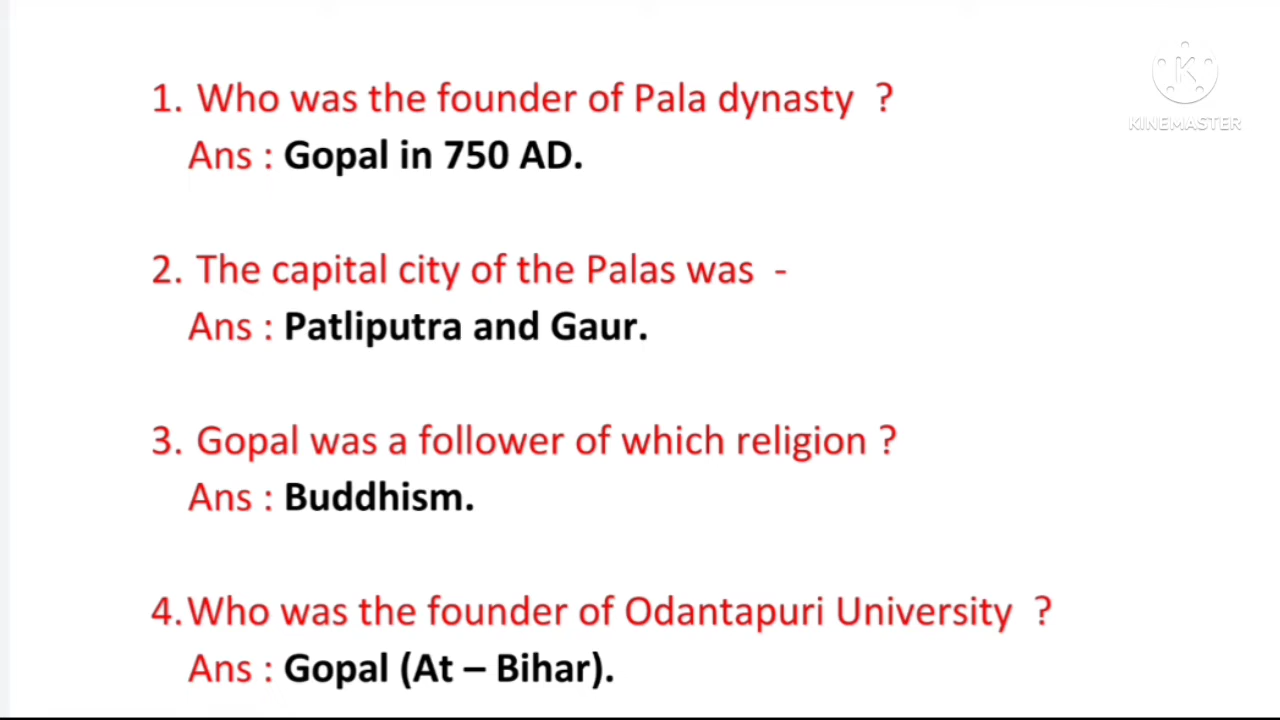 1. Who was the founder of Pala dynasty ?
Ans : Gopal in 750 AD.
2. The capital city of the Palas was -
Ans : Patliputra and Gaur.
3. Gopal was a follower of which religion ?
Ans : Buddhism.
4. Who was the founder of Odantapuri University ?
Ans : Gopal (At – Bihar).
K
KINEMASTER